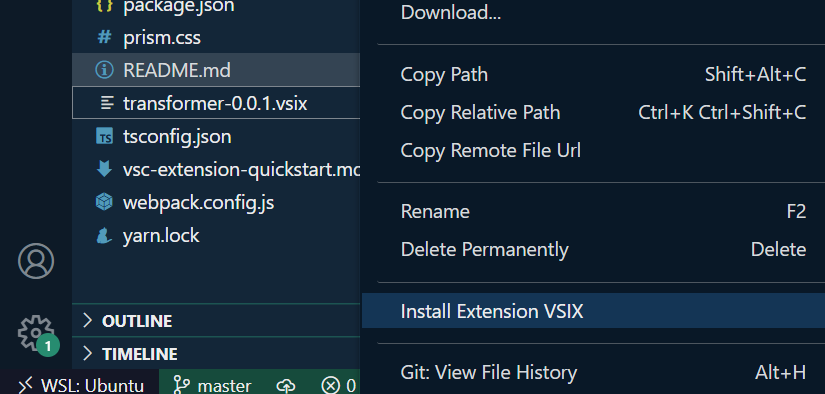 package.json
prism.css
README.md
transformer-0.0.1.vsix
tsconfig.json
vsc-extension-quickstart.md
webpack.config.js
yarn.lock
1
OUTLINE
TIMELINE
WSL: Ubuntu master 0
Download...
Copy Path Shift+Alt+C
Copy Relative Path Ctrl+K Ctrl+Shift+C
Copy Remote File Url
Rename F2
Delete Permanently Delete
Install Extension VSIX
Git: View File History Alt+H